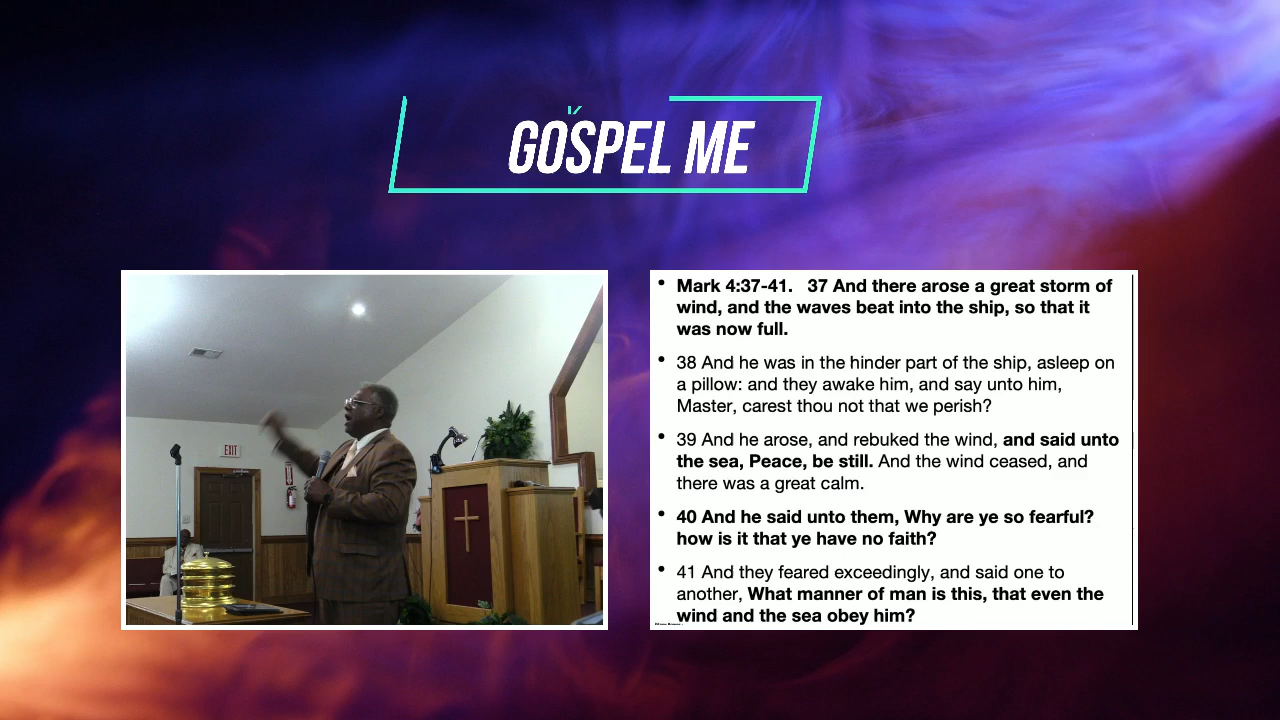 GOSPEL ME
• Mark 4:37-41. 37 And there arose a great storm of
wind, and the waves beat into the ship, so that it
was now full.
• 38 And he was in the hinder part of the ship, asleep on
a pillow: and they awake him, and say unto him,
Master, carest thou not that we perish?
• 39 And he arose, and rebuked the wind, and said unto
the sea, Peace, be still. And the wind ceased, and
there was a great calm.
• 40 And he said unto them, Why are ye so fearful?
how is it that ye have no faith?
• 41 And they feared exceedingly, and said one to
another, What manner of man is this, that even the
wind and the sea obey him?
EXIT